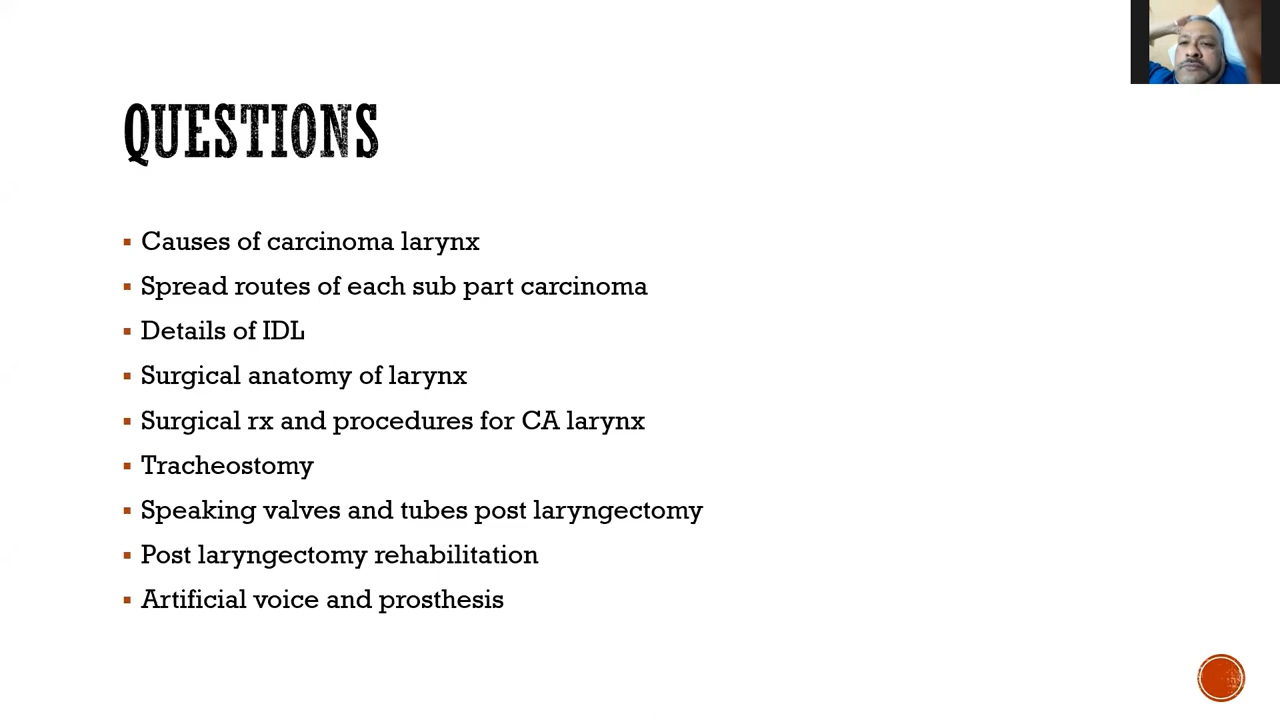 QUESTIONS
Causes of carcinoma larynx
Spread routes of each sub part carcinoma
Details of IDL
Surgical anatomy of larynx
Surgical rx and procedures for CA larynx
Tracheostomy
Speaking valves and tubes post laryngectomy
Post laryngectomy rehabilitation
Artificial voice and prosthesis